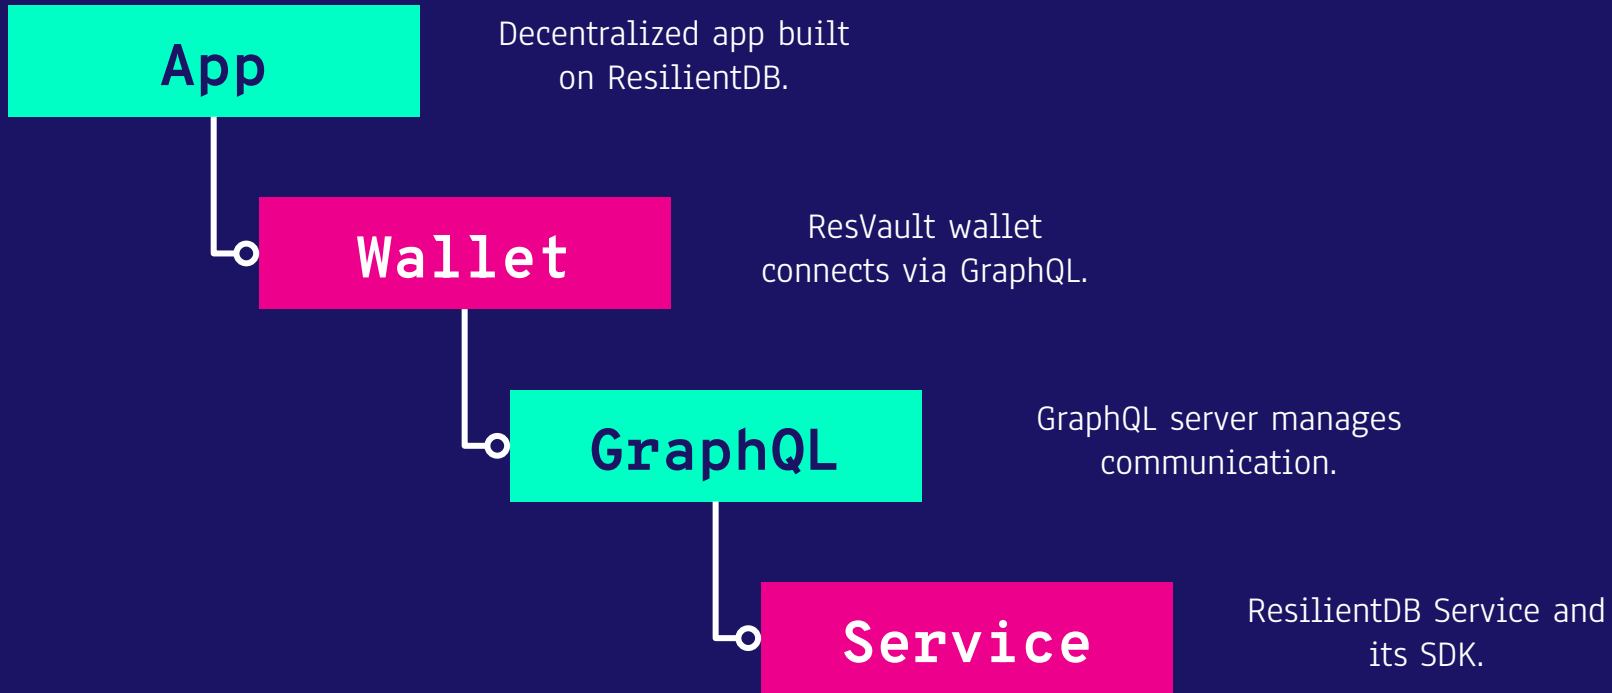 App
Decentralized app built
on ResilientDB.
Wallet
ResVault wallet
connects via GraphQL.
GraphQL
GraphQL server manages
communication.
Service
ResilientDB Service and
its SDK.